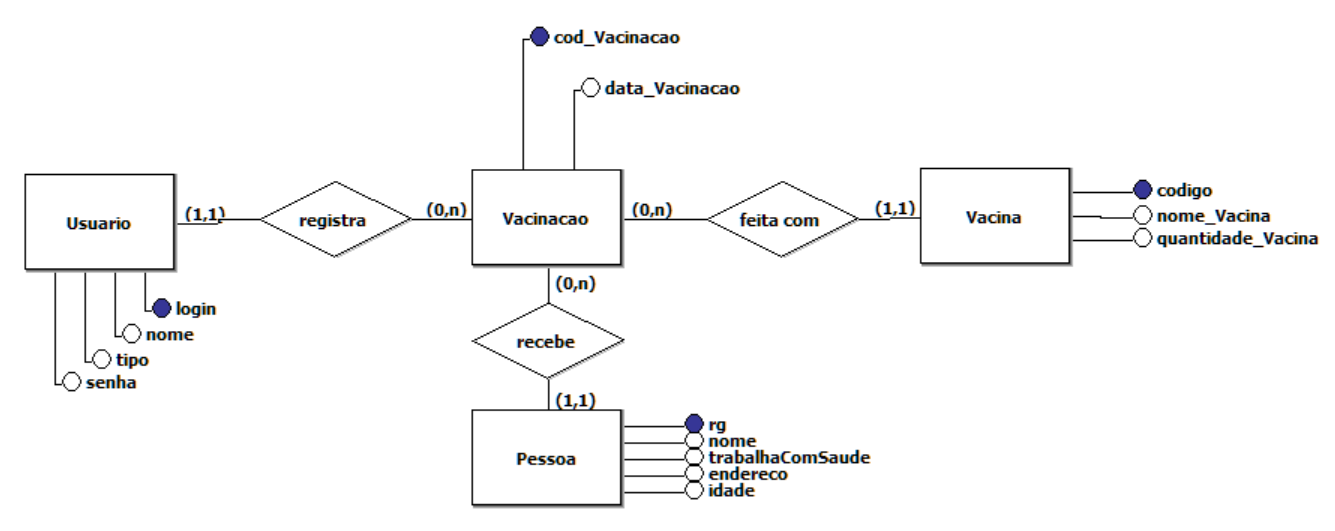 cod_Vacinacao
data_Vacinacao
Usuario
(1,1)
registra
(0,n)
Vacinacao
(0,n)
feita com
(1,1)
Vacina
codigo
nome_Vacina
quantidade_Vacina
login
nome
tipo
senha
(0,n)
recebe
(1,1)
Pessoa
rg
nome
trabalhaComSaude
endereco
idade